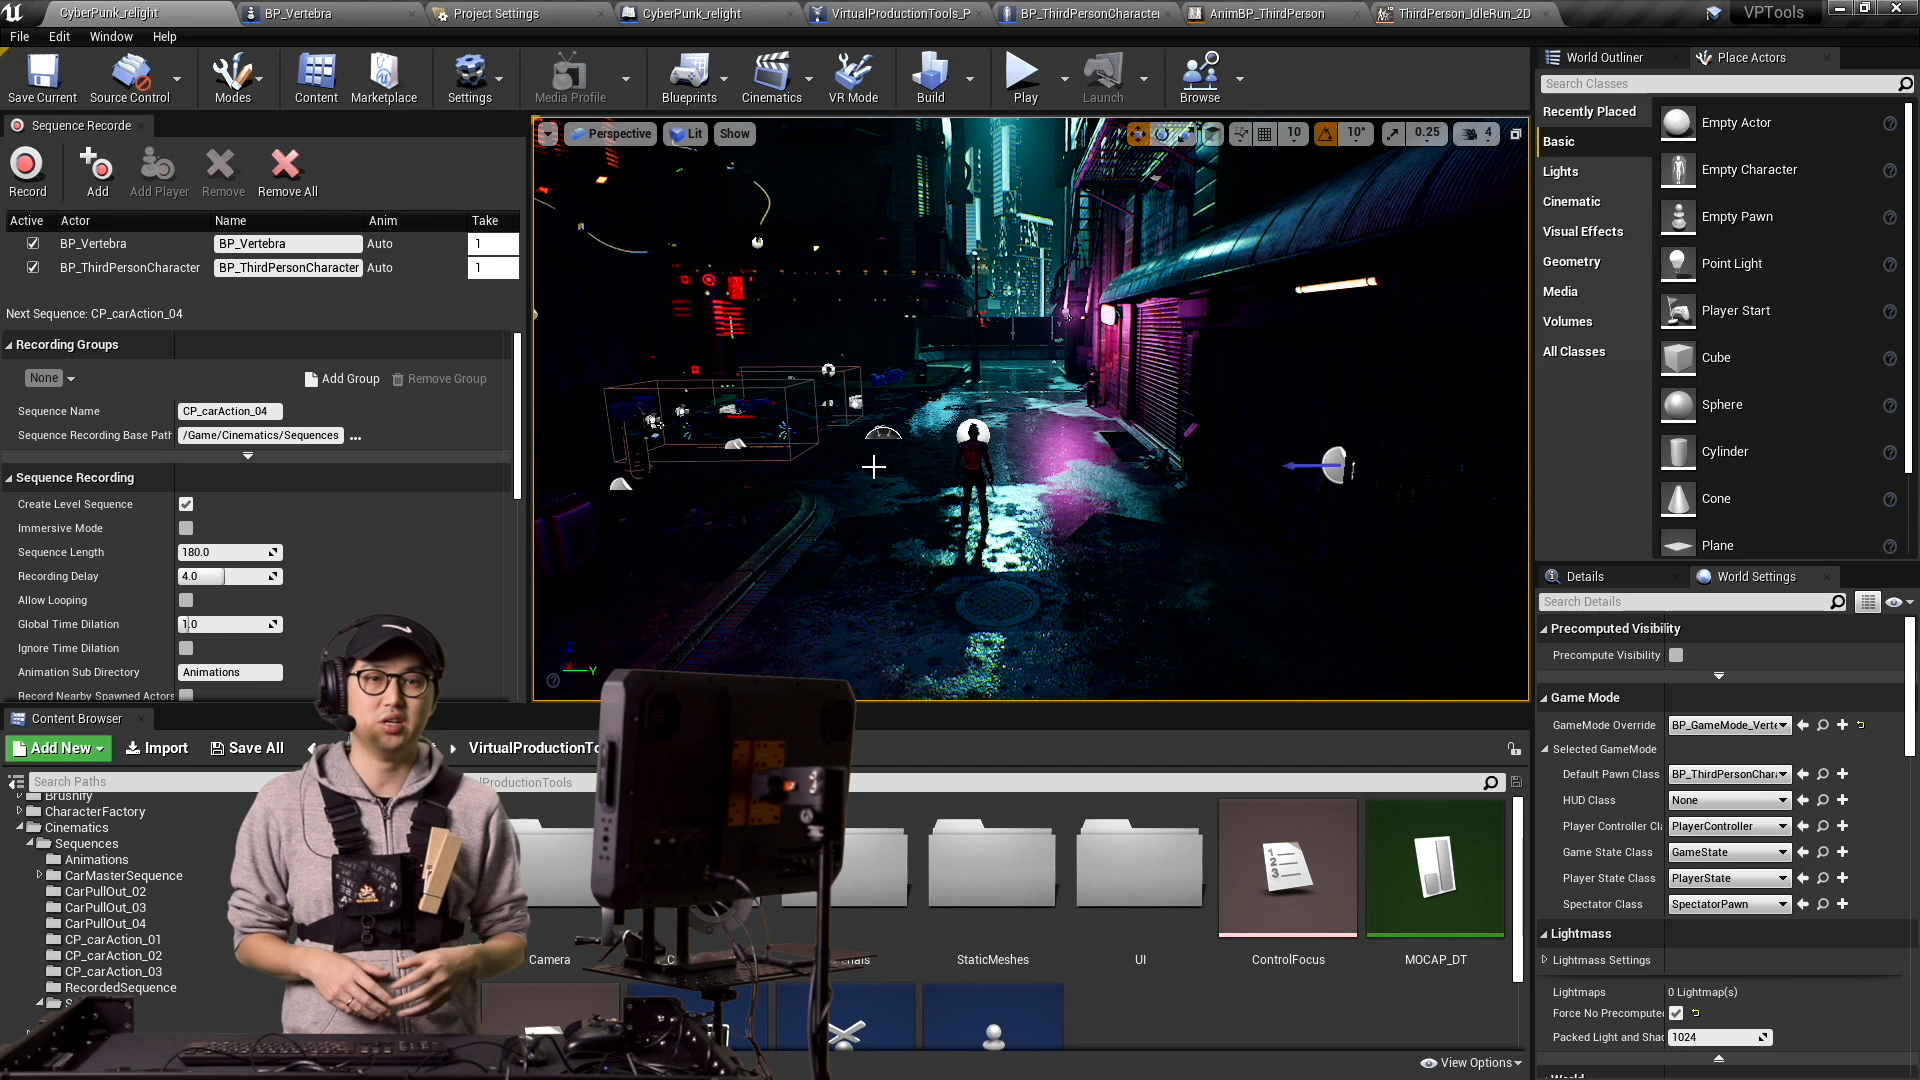 CyberPunk_relight
BP_Vertebra
Project Settings
CyberPunk_relight
VirtualProductionTools_P
BP_ThirdPersonCharacter
AnimBP_ThirdPerson
ThirdPerson_IdleRun_2D
VPTools
File Edit Window Help
Save Current
Source Control
Modes
Content
Marketplace
Settings
Media Profile
Blueprints
Cinematics
VR Mode
Build
Play
Launch
Browse
Sequence Recorde
Record
Add
Add Player
Remove
Remove All
Active Actor Name Anim Take
BP_Vertebra BP_Vertebra Auto 1
BP_ThirdPersonCharacter BP_ThirdPersonCharacter Auto 1
Next Sequence: CP_carAction_04
Recording Groups
None Add Group Remove Group
Sequence Name CP_carAction_04
Sequence Recording Base Path /Game/Cinematics/Sequences ...
Sequence Recording
Create Level Sequence
Immersive Mode
Sequence Length 180.0
Recording Delay 4.0
Allow Looping
Global Time Dilation 1.0
Ignore Time Dilation
Animation Sub Directory Animations
Record Nearby Spawned Actors
Perspective Lit Show 10 10° 0.25 4
Z
X
Y
Content Browser
Add New Import Save All VirtualProductionTo
Search Paths
lProductionTools
Brushify
CharacterFactory
Cinematics
Sequences
Animations
CarMasterSequence
CarPullOut_02
CarPullOut_03
CarPullOut_04
CP_carAction_01
CP_carAction_02
CP_carAction_03
RecordedSequence
Camera
StaticMeshes
UI
ControlFocus
MOCAP_DT
View Options
World Outliner
Place Actors
Search Classes
Recently Placed
Basic
Lights
Cinematic
Visual Effects
Geometry
Media
Volumes
All Classes
Empty Actor
Empty Character
Empty Pawn
Point Light
Player Start
Cube
Sphere
Cylinder
Cone
Plane
Details
World Settings
Search Details
Precomputed Visibility
Precompute Visibility
Game Mode
GameMode Override BP_GameMode_Verte
Selected GameMode
Default Pawn Class BP_ThirdPersonChara
HUD Class None
Player Controller Cl PlayerController
Game State Class GameState
Player State Class PlayerState
Spectator Class SpectatorPawn
Lightmass
Lightmass Settings
Lightmaps 0 Lightmap(s)
Force No Precompute
Packed Light and Shad 1024